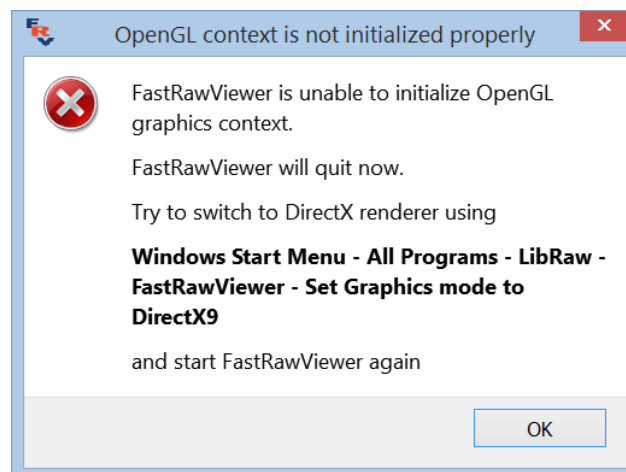 FRV
OpenGL context is not initialized properly
FastRawViewer is unable to initialize OpenGL
graphics context.
FastRawViewer will quit now.
Try to switch to DirectX renderer using
Windows Start Menu - All Programs - LibRaw -
FastRawViewer - Set Graphics mode to
DirectX9
and start FastRawViewer again
OK